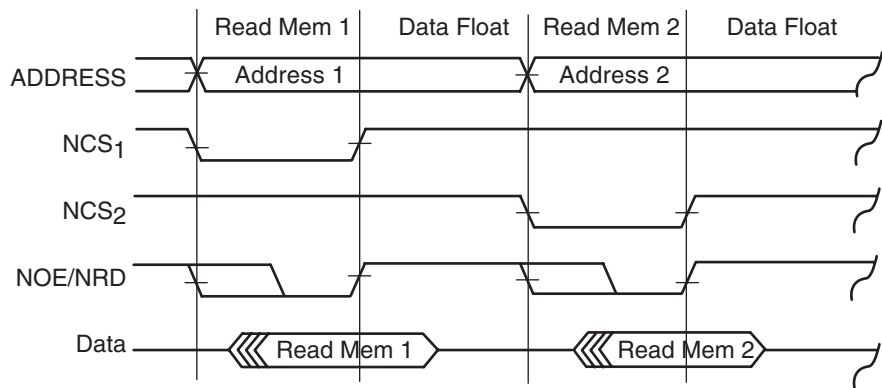 Read Mem 1 Data Float Read Mem 2 Data Float
ADDRESS Address 1 Address 2
NCS1
NCS2
NOE/NRD
Data Read Mem 1 Read Mem 2